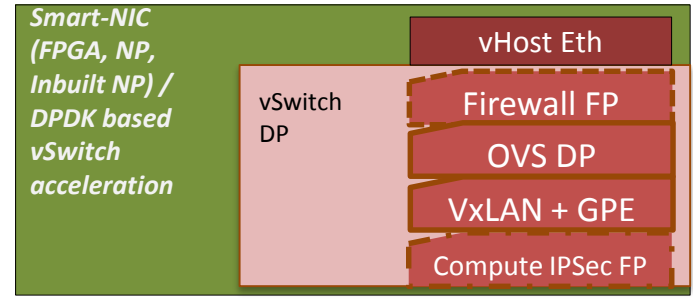 Smart-NIC
(FPGA, NP,
Inbuilt NP) /
DPDK based
vSwitch
acceleration
vHost Eth
vSwitch
DP
Firewall FP
OVS DP
VxLAN + GPE
Compute IPSec FP